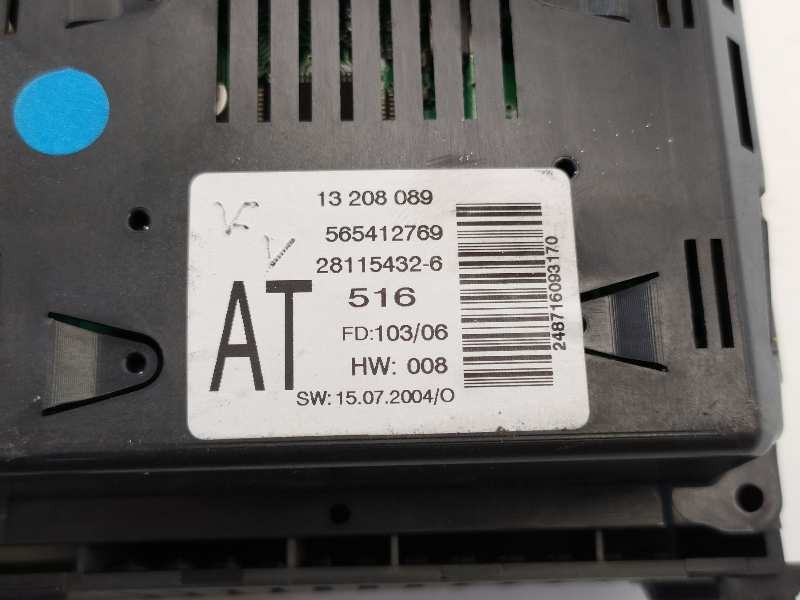 13 208 089
565412769
28115432-6
AT
516
FD:103/06
HW: 008
SW: 15.07.2004/O
248716093170